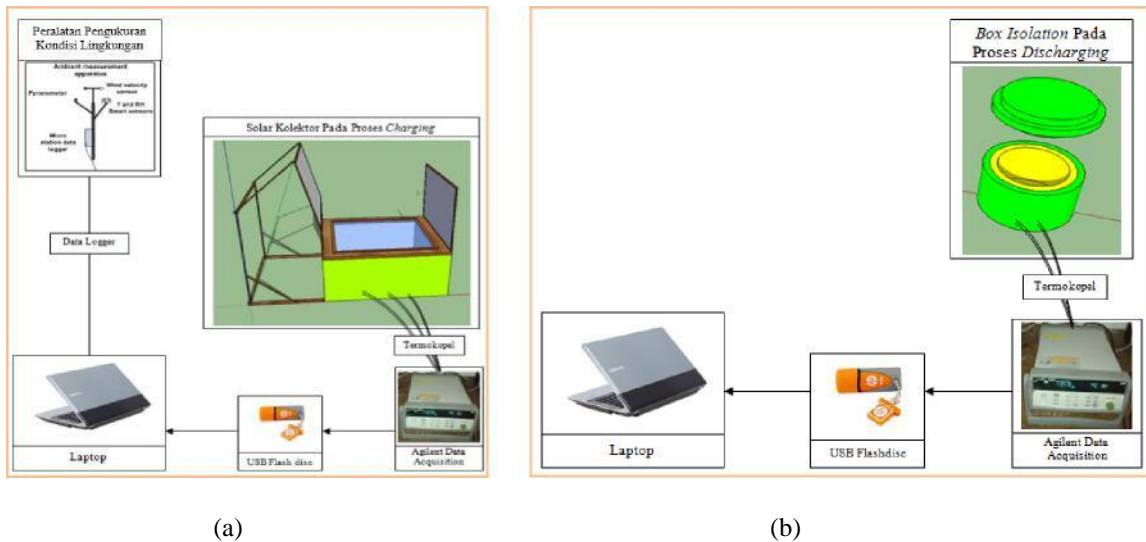 Peralatan Pengukuran
Kondisi Lingkungan
Ambient measurement
apparatus
Wind velocity
sensor
Pyranometer
T and RH
Smart sensors
Micro
station data
logger
Data Logger
Solar Kolektor Pada Proses Charging
Termokopel
Laptop
USB Flash disc
Agilent Data
Acquisition
(a)
Box Isolation Pada
Proses Discharging
Termokopel
Laptop
USB Flashdisc
Agilent Data
Acquisition
(b)